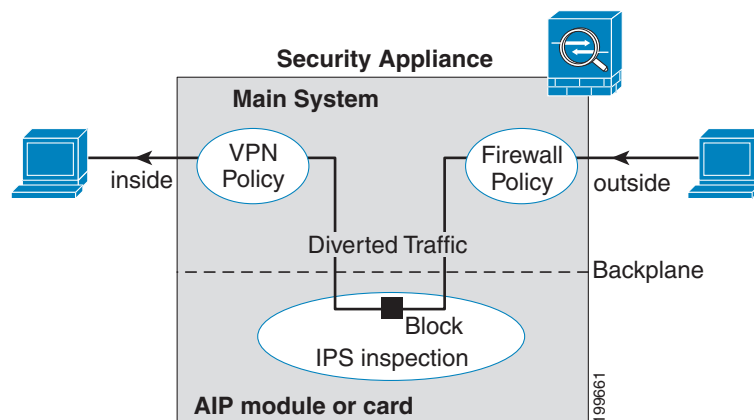 Security Appliance
Main System
VPN
Policy
Firewall
Policy
inside
outside
Diverted Traffic
Backplane
Block
IPS inspection
AIP module or card
199661